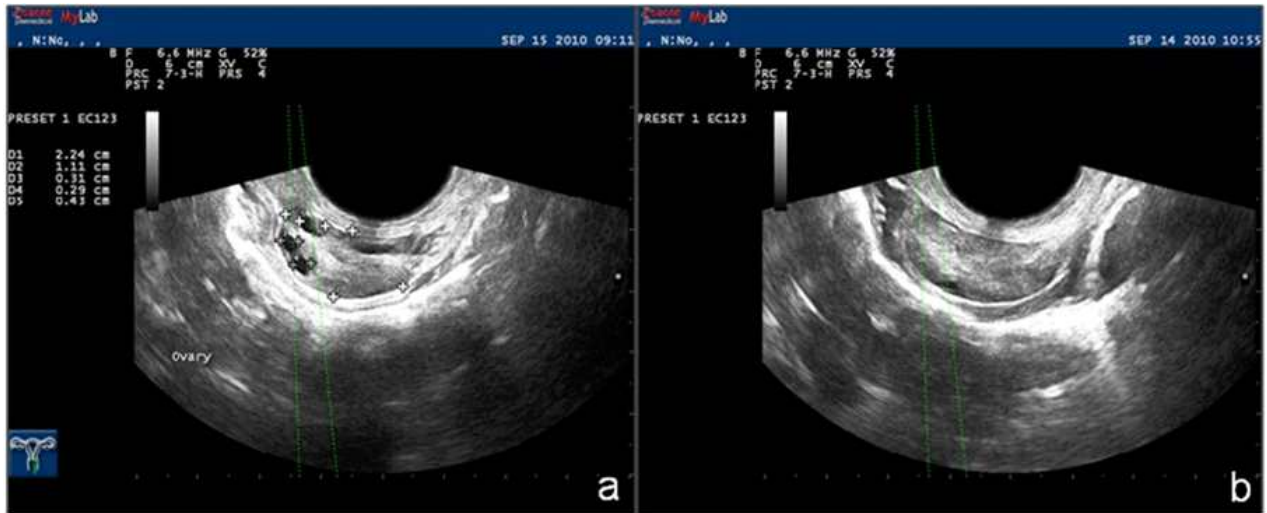 esaote MyLab
, N:No, , , SEP 15 2010 09:11
B F 6.6 MHz G 52%
D 6 cm XV C
PRC 7-3-H PRS 4
PST 2
PRESET 1 EC123
D1 2.24 cm
D2 1.11 cm
D3 0.31 cm
D4 0.29 cm
D5 0.43 cm
Ovary
a
MyLab
, N:No, , , SEP 14 2010 10:55
B F 6.6 MHz G 52%
D 6 cm XV C
PRC 7-3-H PRS 4
PST 2
PRESET 1 EC123
b